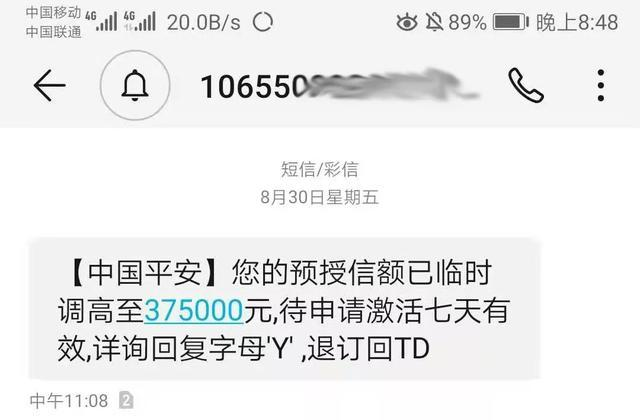 中国移动 4G 4G 20.0B/s 89% 晚上8:48
中国联通
10655
短信/彩信
8月30日星期五
【中国平安】您的预授信额已临时
调高至375000元,待申请激活七天有
效,详询回复字母'Y' ,退订回TD
中午11:08 2